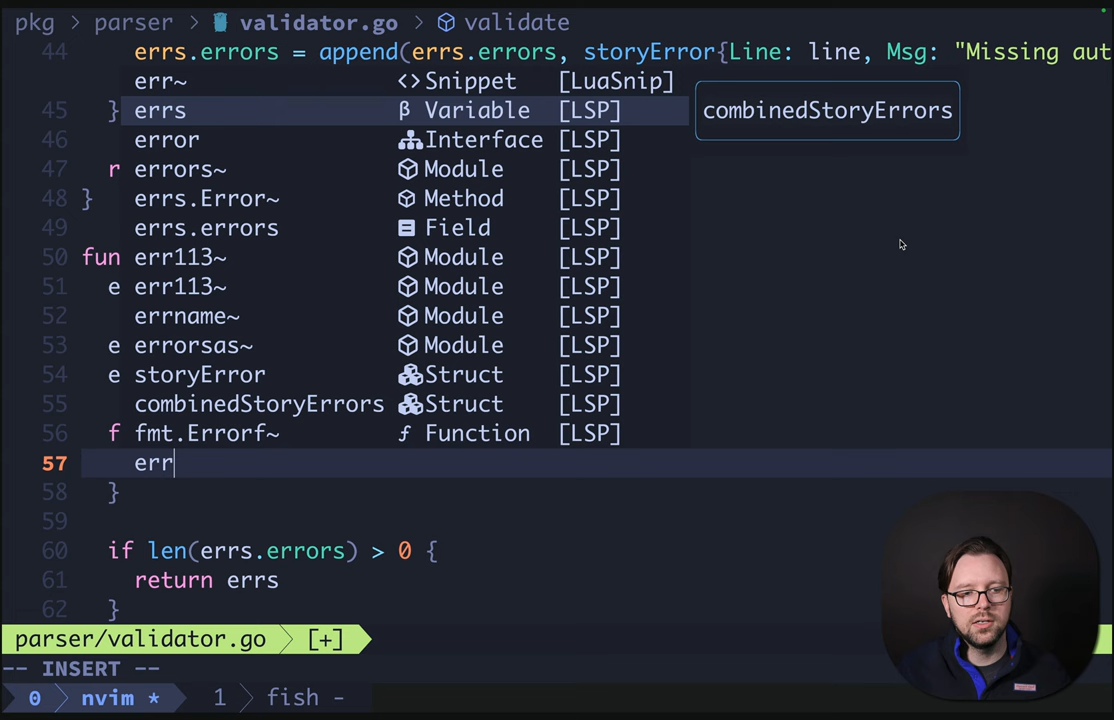 pkg > parser > validator.go > validate
44 errs.errors = append(errs.errors, storyError{Line: line, Msg: "Missing aut
err~ <> Snippet [LuaSnip]
45 } errs β Variable [LSP] combinedStoryErrors
46 error Interface [LSP]
47 r errors~ Module [LSP]
48 } errs.Error~ Method [LSP]
49 errs.errors Field [LSP]
50 fun err113~ Module [LSP]
51 e err113~ Module [LSP]
52 errname~ Module [LSP]
53 e errorsas~ Module [LSP]
54 e storyError Struct [LSP]
55 combinedStoryErrors Struct [LSP]
56 f fmt.Errorf~ ƒ Function [LSP]
57 err
58 }
59
60 if len(errs.errors) > 0 {
61 return errs
62 }
parser/validator.go [+]
-- INSERT --
0 nvim * 1 fish -